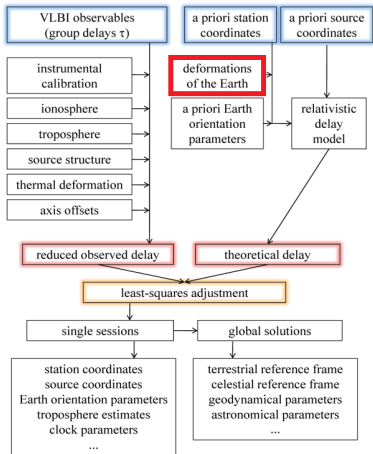 VLBI observables
(group delays τ)
a priori station
coordinates
a priori source
coordinates
instrumental
calibration
ionosphere
troposphere
source structure
thermal deformation
axis offsets
deformations
of the Earth
a priori Earth
orientation
parameters
relativistic
delay
model
reduced observed delay
theoretical delay
least-squares adjustment
single sessions
global solutions
station coordinates
source coordinates
Earth orientation parameters
troposphere estimates
clock parameters
...
terrestrial reference frame
celestial reference frame
geodynamical parameters
astronomical parameters
...